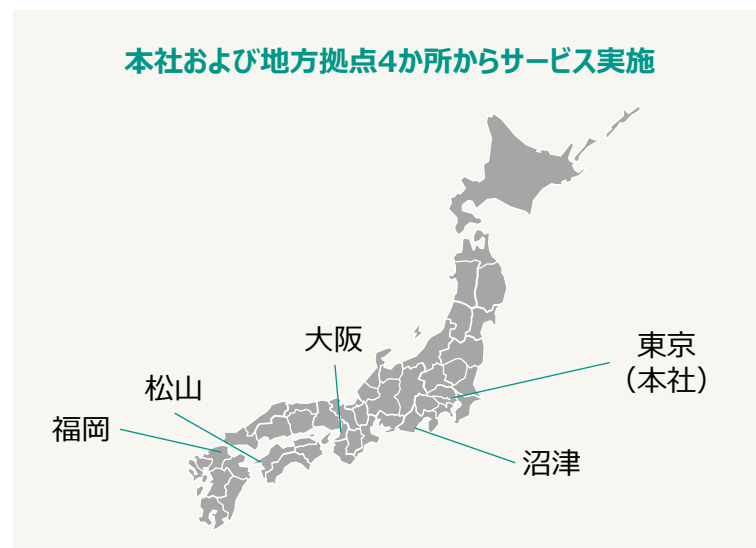 本社および地方拠点4か所からサービス実施
大阪
東京
（本社）
松山
福岡
沼津